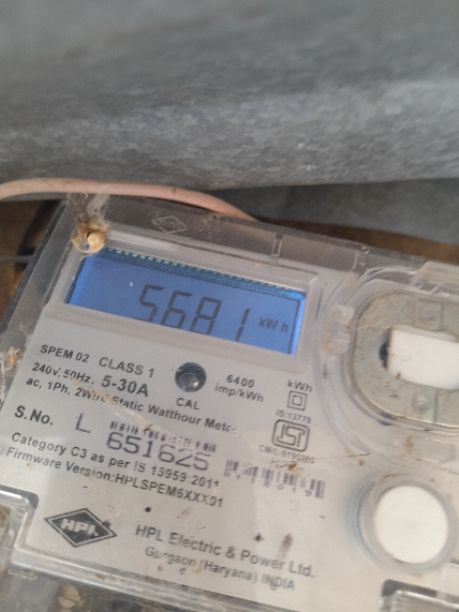 5681 kWh
SPEM 02 CLASS 1
240v,50Hz, 5-30A
CAL
6400 imp/kWh
kWh
ac, 1Ph, 2Wire Static Watthour Meter
IS:13779
S.No. L 651625
Category C3 as per IS 15959:2011
Firmware Version:HPLSPEM6XXX01
HPL
HPL Electric & Power Ltd.
Gurgaon (Haryana) INDIA